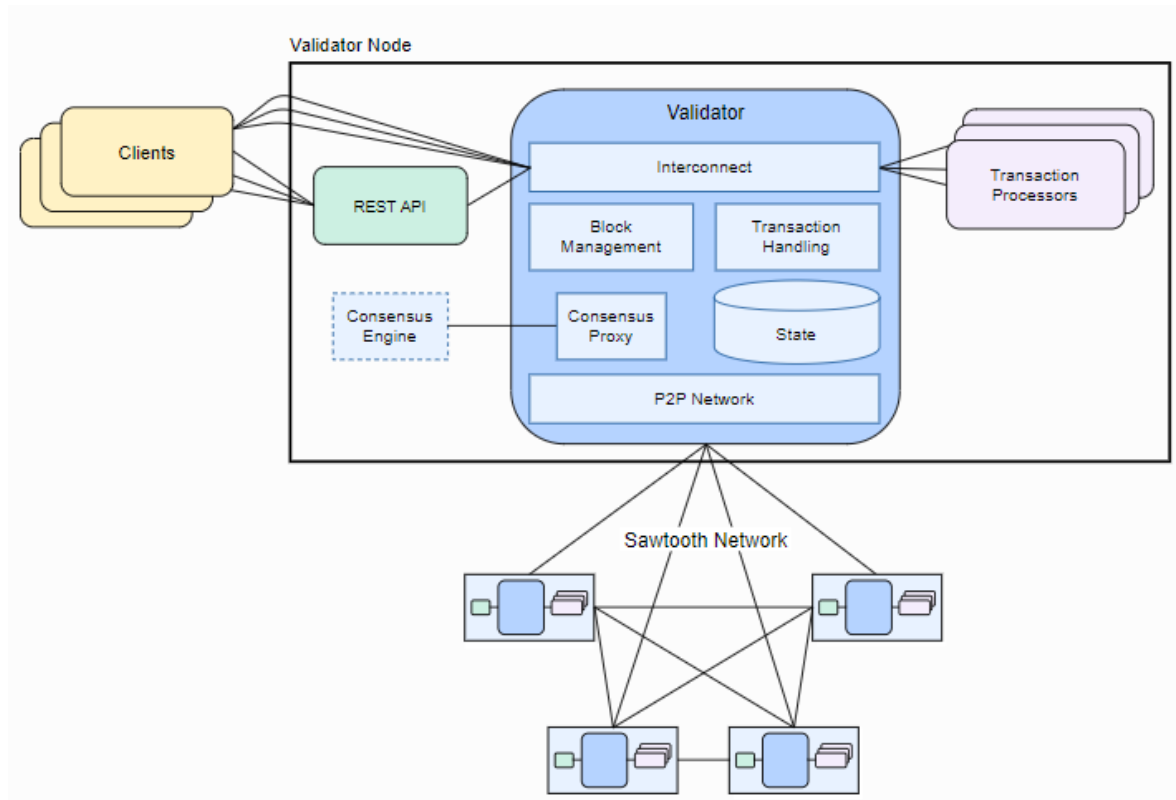 Validator Node
Validator
Clients
Interconnect
Transaction
Processors
REST API
Block
Management
Transaction
Handling
Consensus
Engine
Consensus
Proxy
State
P2P Network
Sawtooth Network